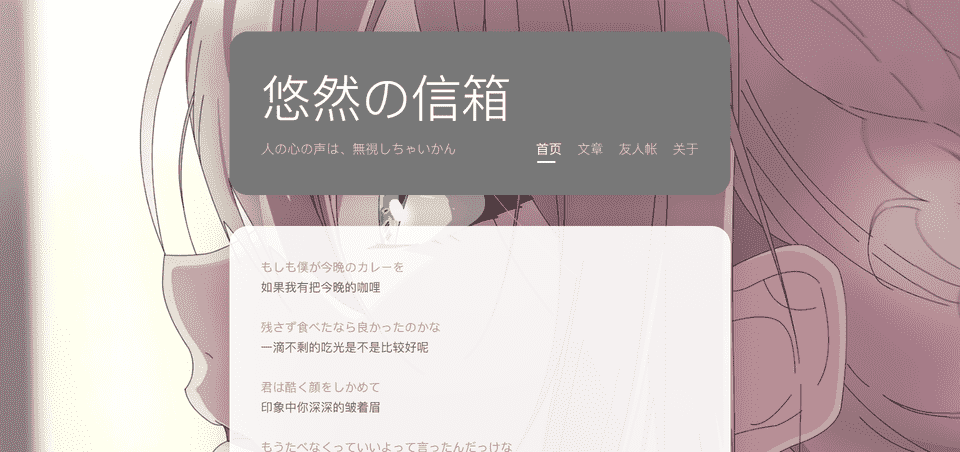 悠然の信箱
人の心の声は、無視しちゃいかん
首页 文章 友人帐 关于
もしも僕が今晩のカレーを
如果我有把今晚的咖哩
残さず食べたなら良かったのかな
一滴不剩的吃光是不是比较好呢
君は酷く顔をしかめて
印象中你深深的皱着眉
もうたべなくっていいよって言ったんだっけな